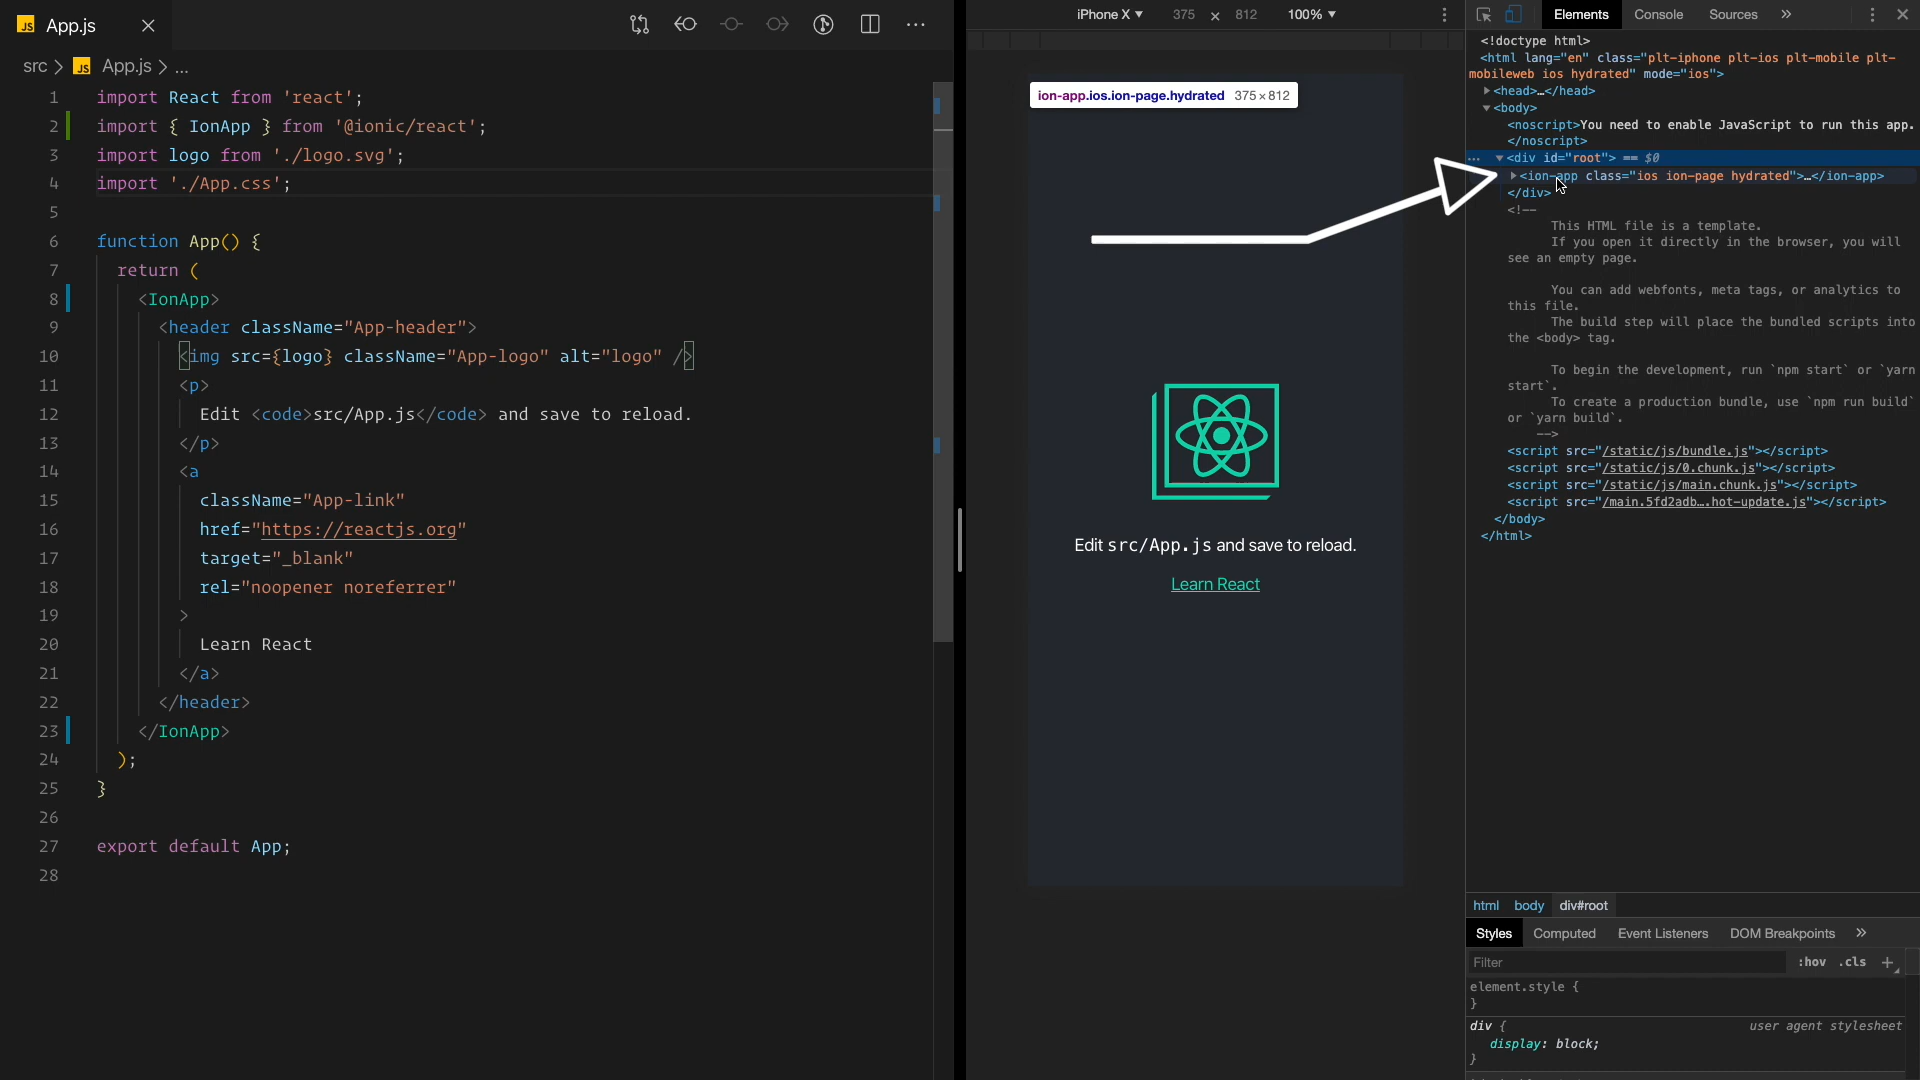 JS App.js
src > JS App.js > ...
1 import React from 'react';
2 import { IonApp } from '@ionic/react';
3 import logo from './logo.svg';
4 import './App.css';
5
6 function App() {
7 return (
8 <IonApp>
9 <header className="App-header">
10 <img src={logo} className="App-logo" alt="logo" />
11 <p>
12 Edit <code>src/App.js</code> and save to reload.
13 </p>
14 <a
15 className="App-link"
16 href="https://reactjs.org"
17 target="_blank"
18 rel="noopener noreferrer"
19 >
20 Learn React
21 </a>
22 </header>
23 </IonApp>
24 );
25 }
26
27 export default App;
28
iPhone X ▼ 375 x 812 100% ▼
ion-app.ios.ion-page.hydrated 375×812
Edit src/App.js and save to reload.
Learn React
Elements Console Sources »
<!doctype html>
<html lang="en" class="plt-iphone plt-ios plt-mobile plt-
mobileweb ios hydrated" mode="ios">
<head>…</head>
<body>
<noscript>You need to enable JavaScript to run this app.
</noscript>
… <div id="root"> == $0
<ion-app class="ios ion-page hydrated">…</ion-app>
</div>
<!--
This HTML file is a template.
If you open it directly in the browser, you will
see an empty page.
You can add webfonts, meta tags, or analytics to
this file.
The build step will place the bundled scripts into
the <body> tag.
To begin the development, run `npm start` or `yarn
start`.
To create a production bundle, use `npm run build`
or `yarn build`.
-->
<script src="/static/js/bundle.js"></script>
<script src="/static/js/0.chunk.js"></script>
<script src="/static/js/main.chunk.js"></script>
<script src="/main.5fd2adb….hot-update.js"></script>
</body>
</html>
html body div#root
Styles Computed Event Listeners DOM Breakpoints »
Filter :hov .cls +
element.style {
}
div { user agent stylesheet
display: block;
}